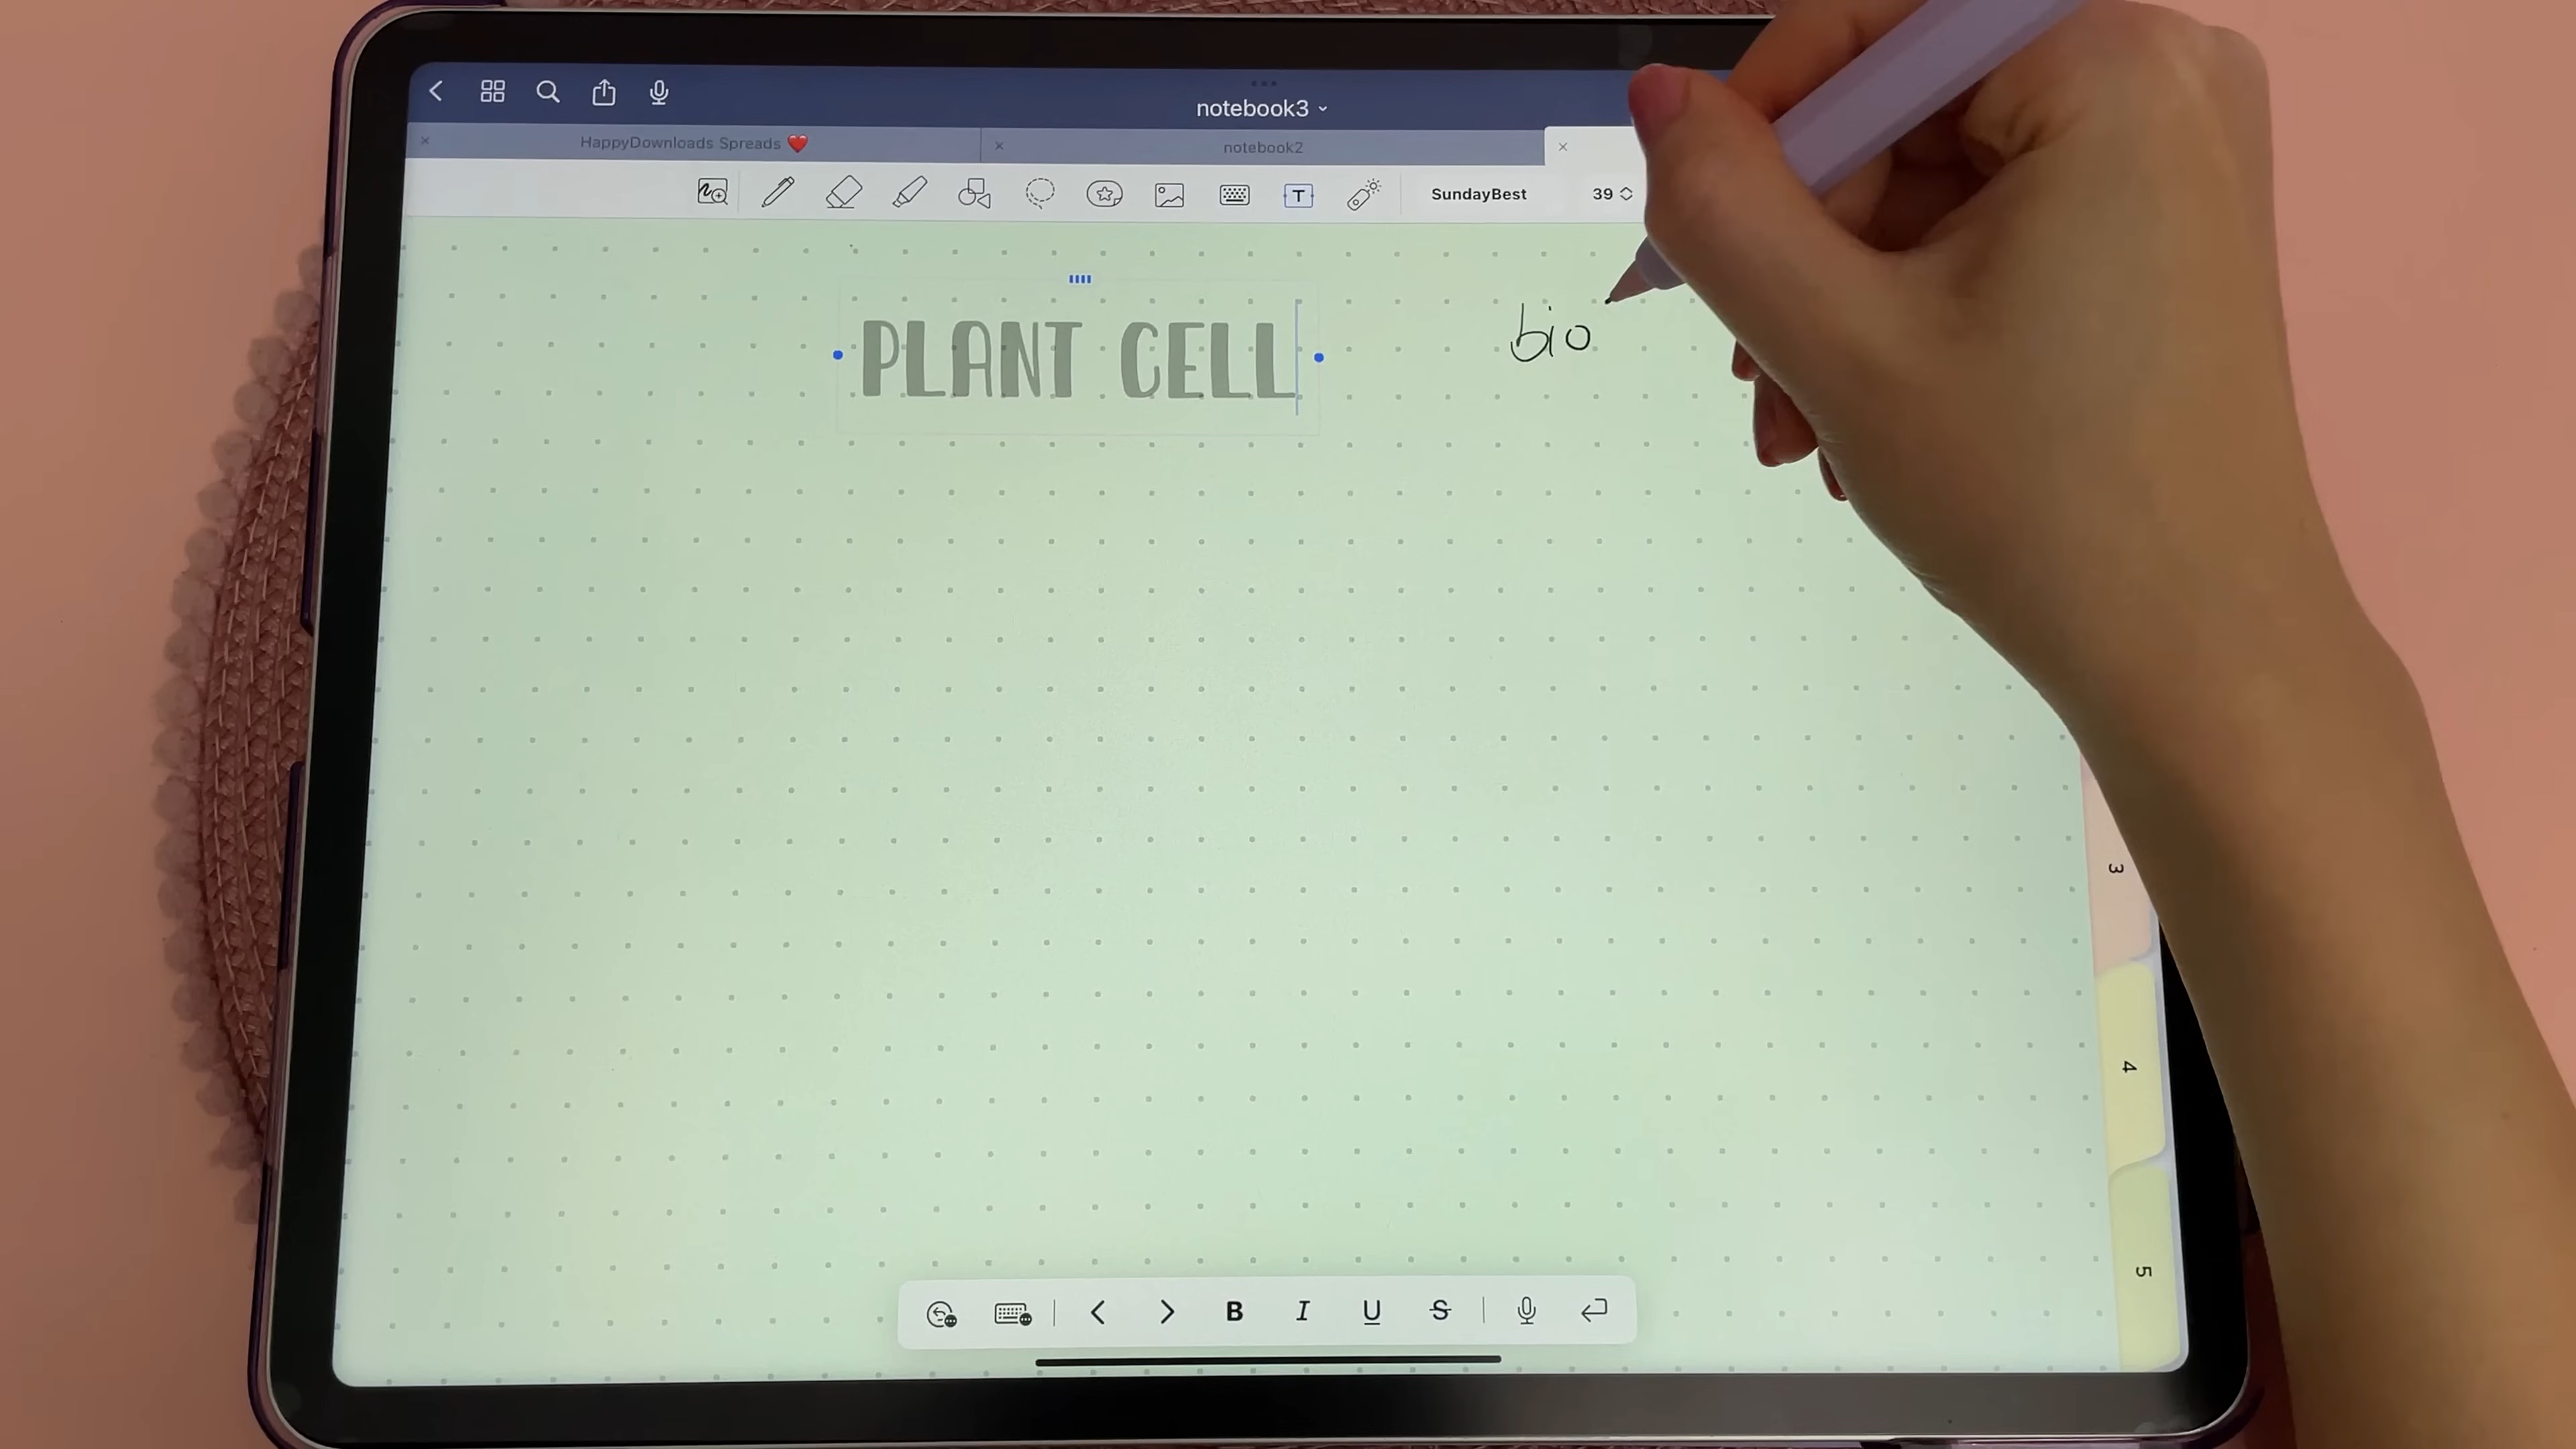 notebook3
HappyDownloads Spreads ❤️
notebook2
T SundayBest 39
PLANT CELL
bio
3
4
5
B I U S